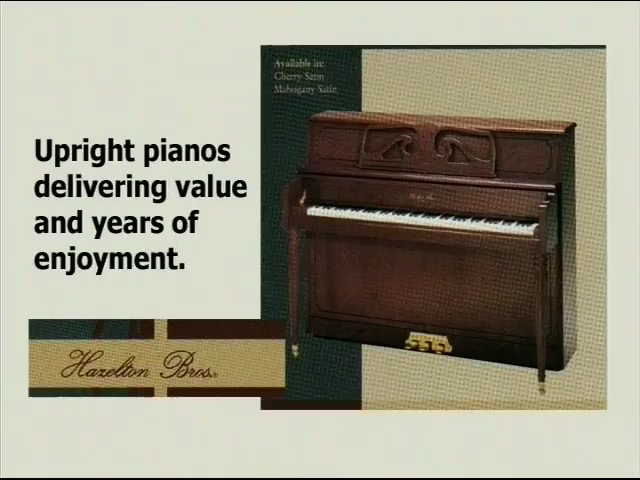 Available in:
Cherry Satin
Mahogany Satin
Upright pianos
delivering value
and years of
enjoyment.
Hazelton Bros.